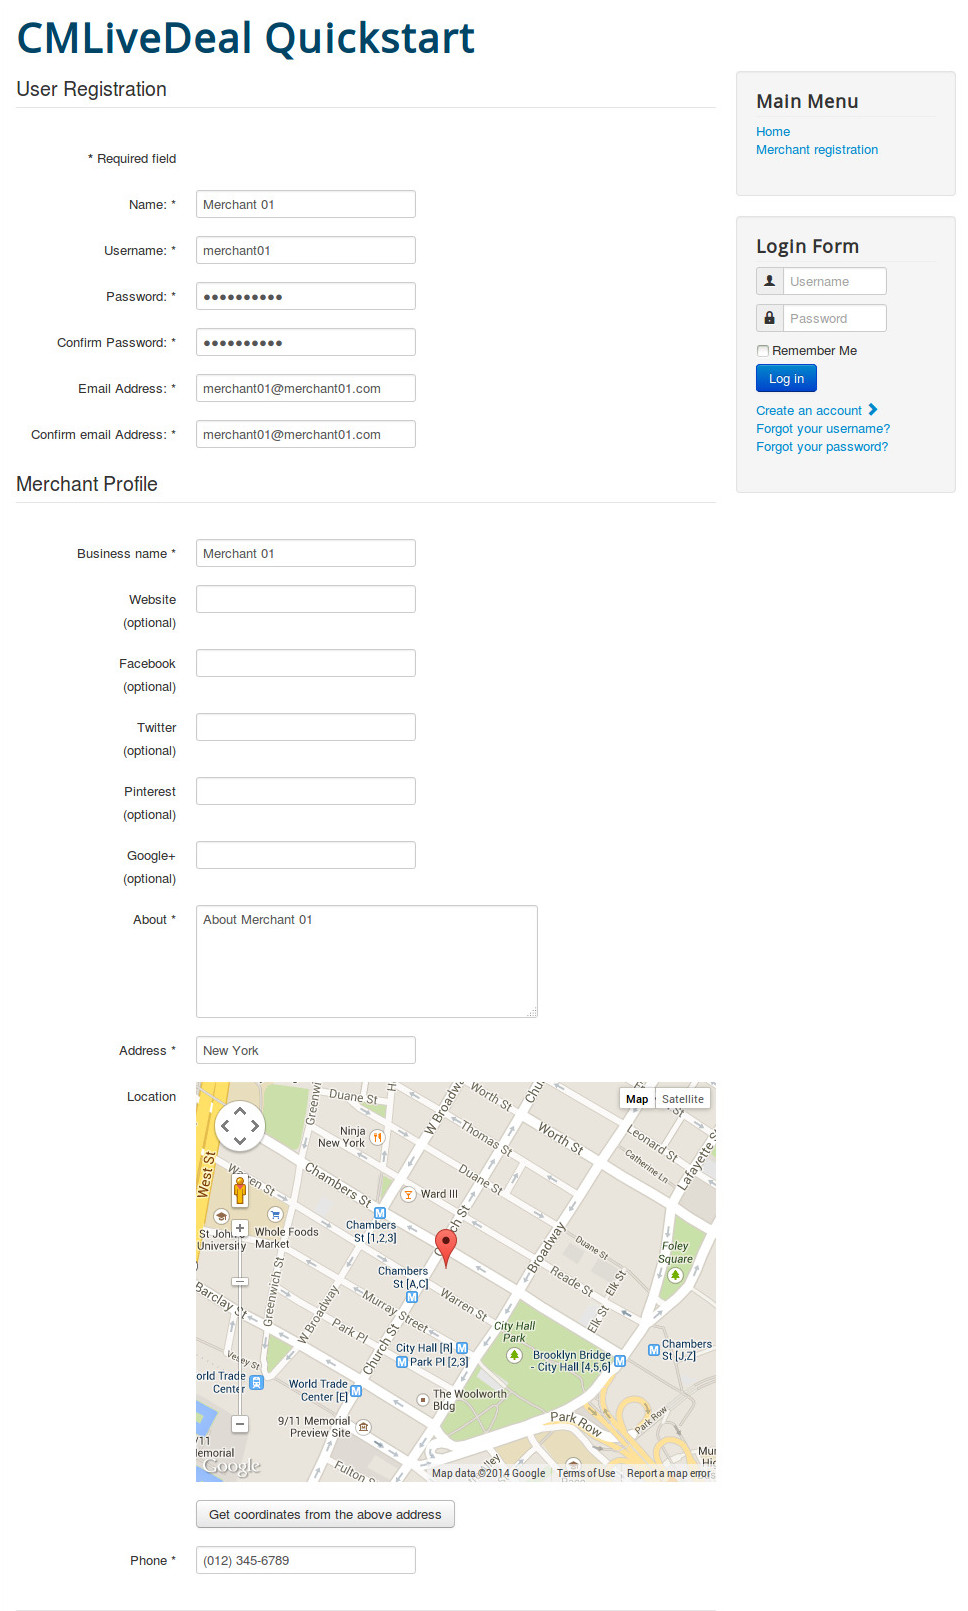 CMLiveDeal Quickstart
User Registration
* Required field
Name: *
Merchant 01
Username: *
merchant01
Password: *
●●●●●●●●●●
Confirm Password: *
●●●●●●●●●●
Email Address: *
merchant01@merchant01.com
Confirm email Address: *
merchant01@merchant01.com
Merchant Profile
Business name *
Merchant 01
Website
(optional)
Facebook
(optional)
Twitter
(optional)
Pinterest
(optional)
Google+
(optional)
About *
About Merchant 01
Address *
New York
Location
Map
Satellite
Greenwich
Duane St
W Broadway
Worth St
Ninja
New York
Thomas St
Worth St
Leonard St
Catherine Ln
Lafayette S
West St
Warren St
Chambers St
Duane St
Ward III
Church St
St John's
University
Whole Foods
Market
Chambers
St [1,2,3]
Broadway
Duane St
Foley
Square
Chambers
St [A,C]
Reade St
Elk St
Barclay St
Greenwich St
W Broadway
Murray Street
Warren St
Park Pl
Church St
City Hall
Park
Elk St
Vesey St
City Hall [R]
Park Pl [2,3]
Brooklyn Bridge
- City Hall [4,5,6]
Chambers
St [J,Z]
orld Trade
Center
World Trade
Center [E]
The Woolworth
Bldg
9/11 Memorial
Preview Site
Park Row
Park Row
/11
lemorial
Fulton St
Google
Map data ©2014 Google
Terms of Use
Report a map error
Get coordinates from the above address
Phone *
(012) 345-6789
Main Menu
Home
Merchant registration
Login Form
Username
Password
Remember Me
Log in
Create an account
Forgot your username?
Forgot your password?